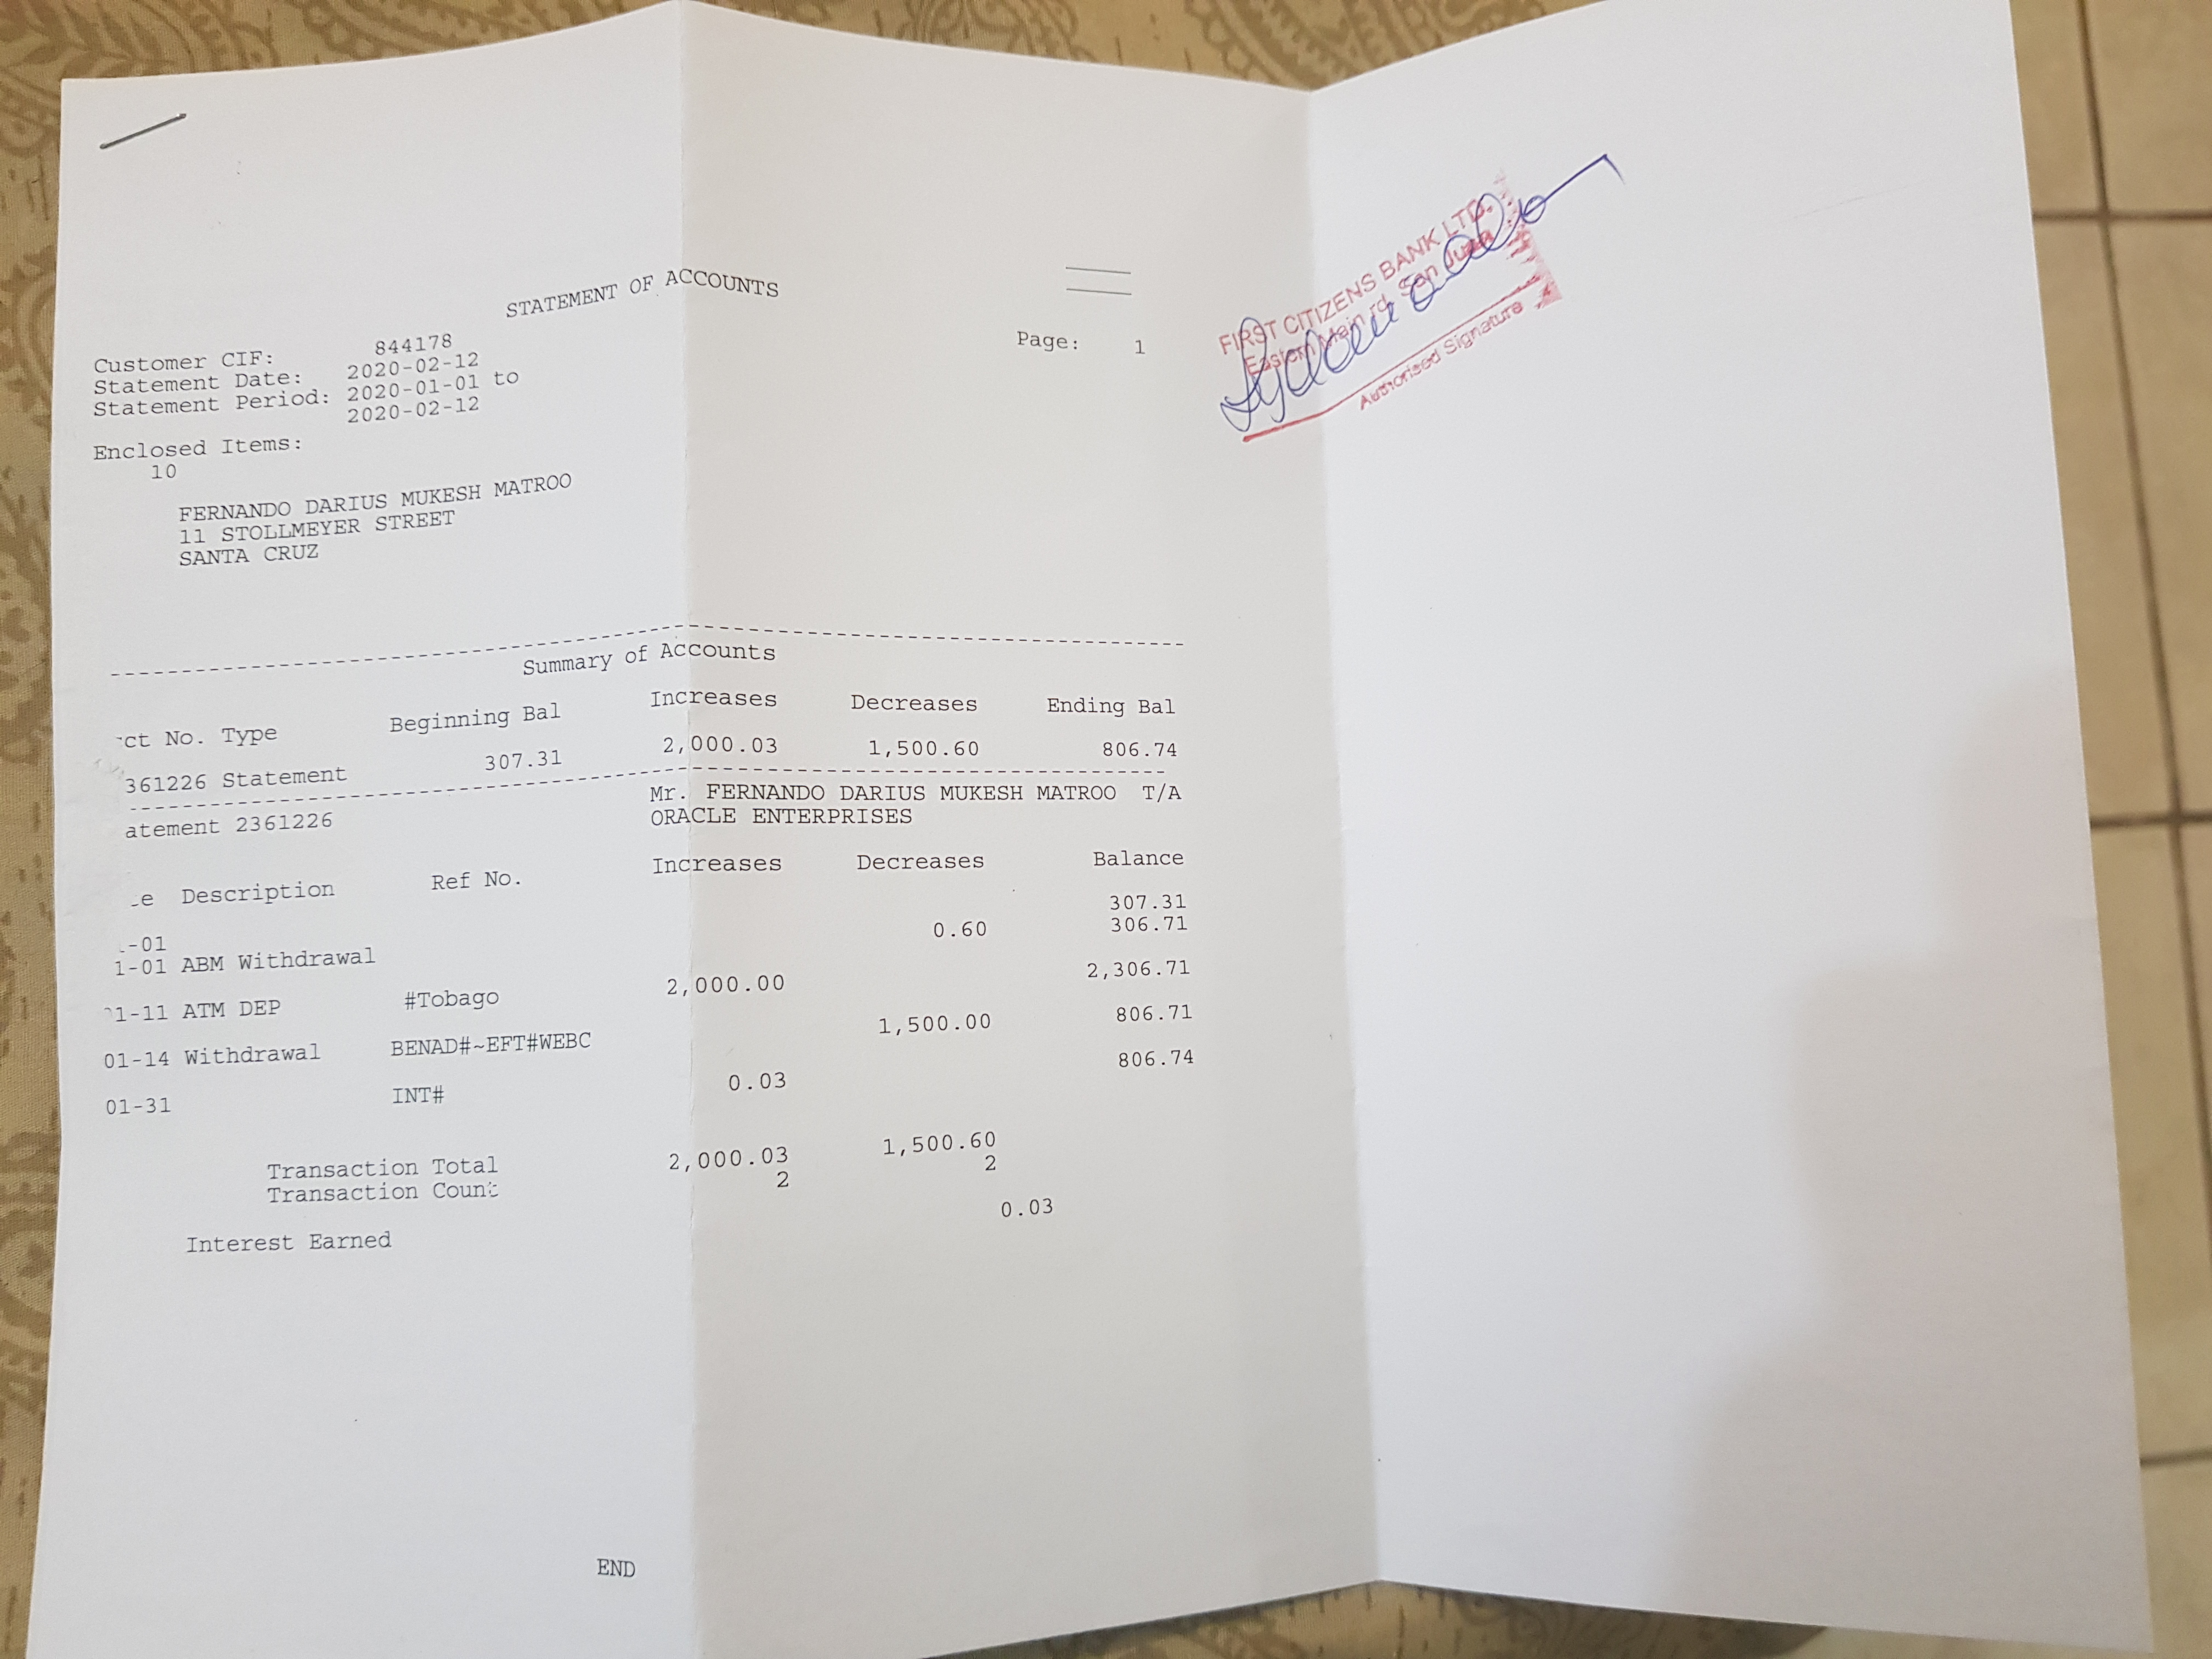 STATEMENT OF ACCOUNTS
Page: 1
Customer CIF: 844178
Statement Date: 2020-02-12
Statement Period: 2020-01-01 to
2020-02-12
Enclosed Items:
10
FERNANDO DARIUS MUKESH MATROO
11 STOLLMEYER STREET
SANTA CRUZ
FIRST CITIZENS BANK LTD.
Eastern Main rd San Juan
Authorised Signature
Summary of Accounts
ct No. Type Beginning Bal Increases Decreases Ending Bal
361226 Statement 307.31 2,000.03 1,500.60 806.74
atement 2361226 Mr. FERNANDO DARIUS MUKESH MATROO T/A
ORACLE ENTERPRISES
e Description Ref No. Increases Decreases Balance
-01 307.31
1-01 ABM Withdrawal 0.60 306.71
1-11 ATM DEP #Tobago 2,000.00 2,306.71
01-14 Withdrawal BENAD#~EFT#WEBC 1,500.00 806.71
01-31 INT# 0.03 806.74
Transaction Total 2,000.03 1,500.60
Transaction Count 2 2
Interest Earned 0.03
END